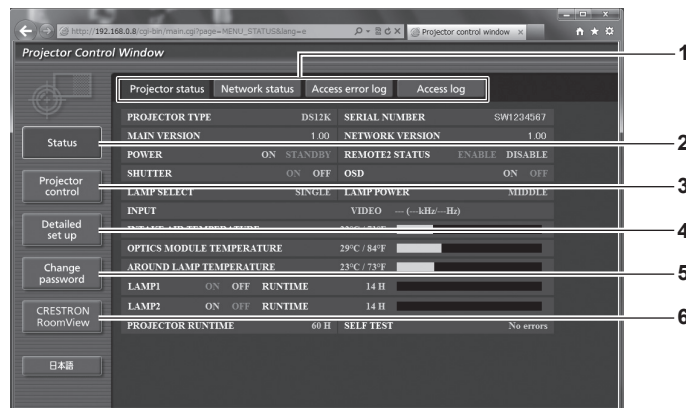 http://192.168.0.8/cgi-bin/main.cgi?page=MENU_STATUS&lang=e
Projector control window
Projector Control Window
1
Projector status Network status Access error log Access log
PROJECTOR TYPE DS12K SERIAL NUMBER SW1234567
MAIN VERSION 1.00 NETWORK VERSION 1.00
Status
2
POWER ON STANDBY REMOTE2 STATUS ENABLE DISABLE
SHUTTER ON OFF OSD ON OFF
Projector control
3
LAMP SELECT SINGLE LAMP POWER MIDDLE
INPUT VIDEO --- (---kHz/---Hz)
Detailed set up
4
INTAKE AIR TEMPERATURE
OPTICS MODULE TEMPERATURE 29°C / 84°F
Change password
5
AROUND LAMP TEMPERATURE 23°C / 73°F
LAMP1 ON OFF RUNTIME 14 H
LAMP2 ON OFF RUNTIME 14 H
CRESTRON RoomView
6
PROJECTOR RUNTIME 60 H SELF TEST No errors
日本語